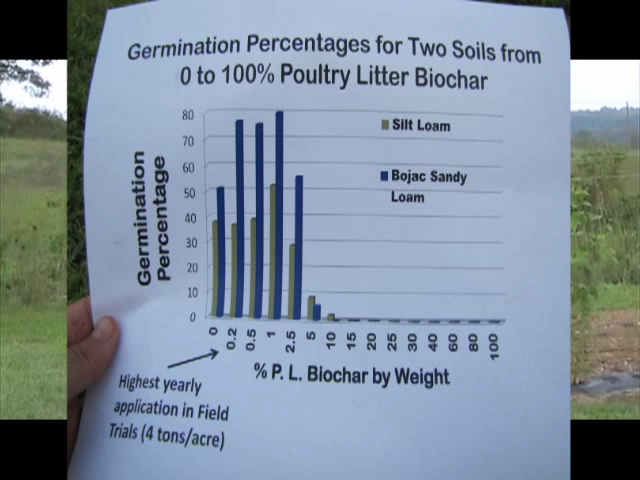 Germination Percentages for Two Soils from
0 to 100% Poultry Litter Biochar
80
70
60
50
40
30
20
10
0
Germination
Percentage
Silt Loam
Bojac Sandy
Loam
0 0.2 0.5 1 2.5 5 10 15 20 25 30 40 60 80 100
% P. L. Biochar by Weight
Highest yearly
application in Field
Trials (4 tons/acre)